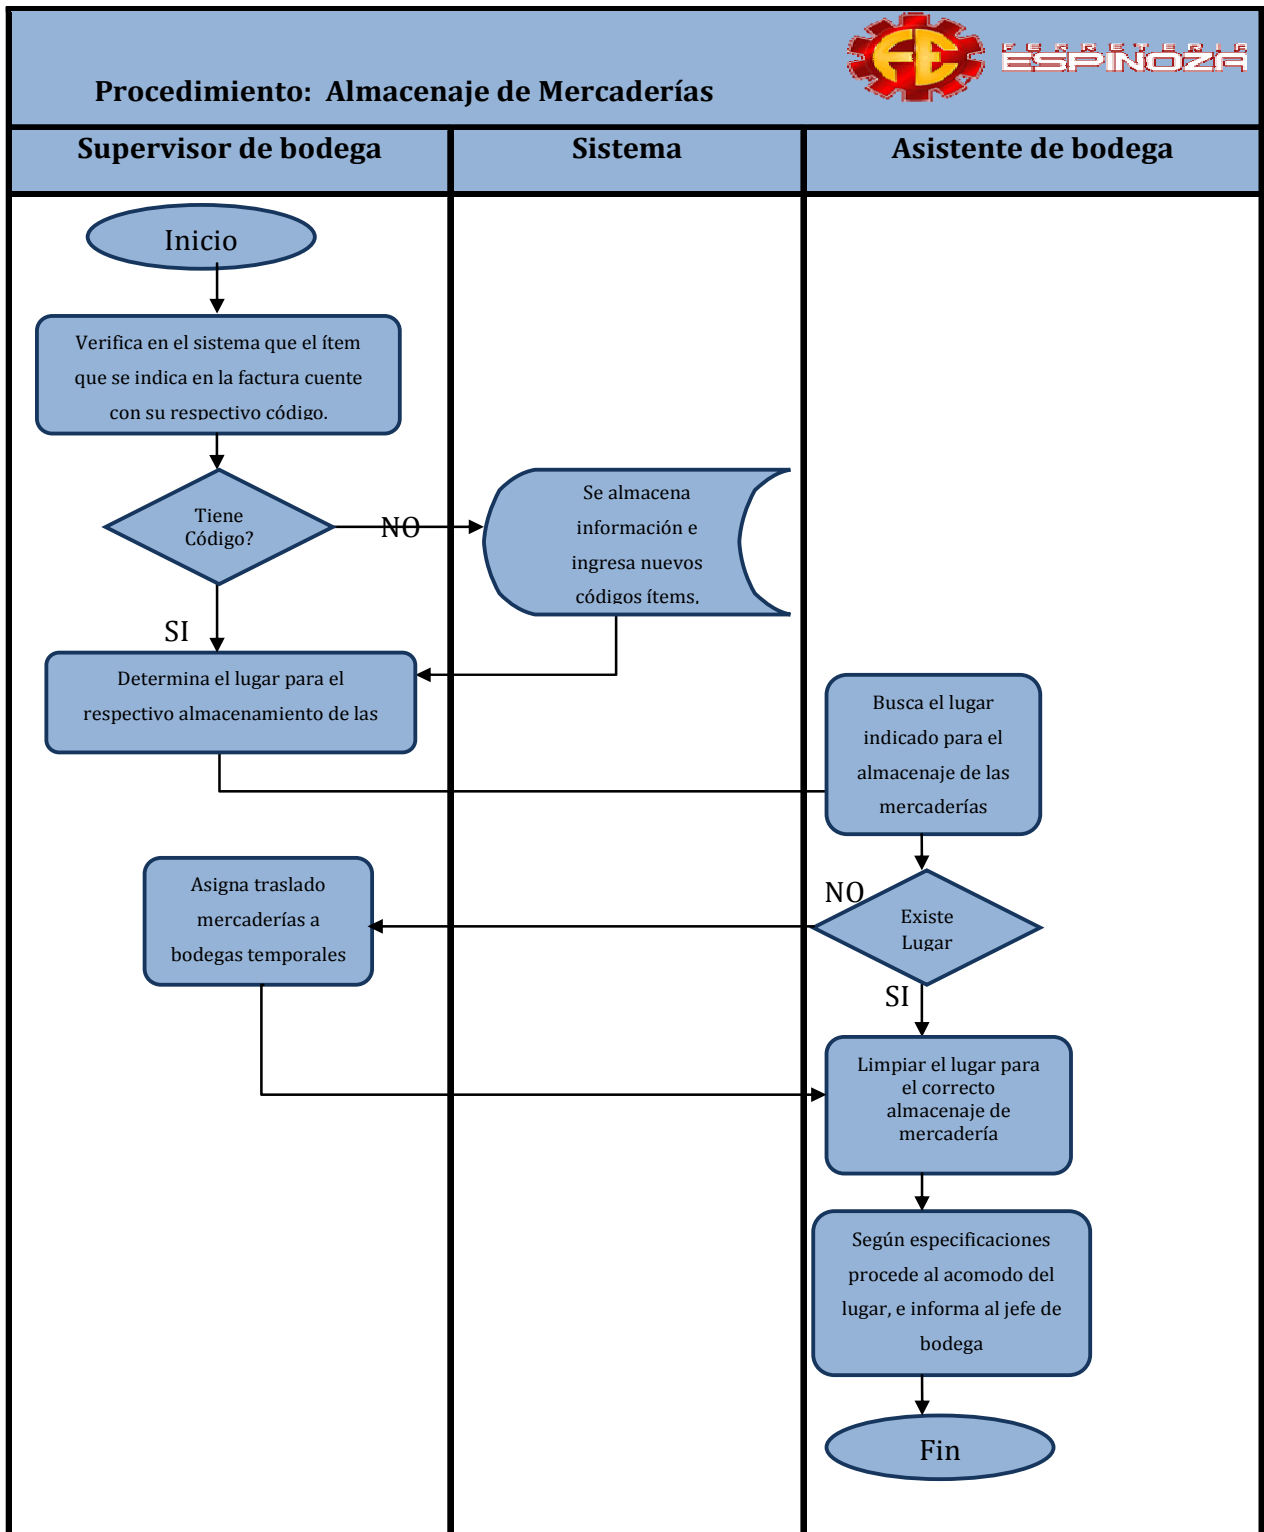 FERRETERIA
ESPINOZA
Procedimiento: Almacenaje de Mercaderías
Supervisor de bodega
Sistema
Asistente de bodega
Inicio
Verifica en el sistema que el ítem
que se indica en la factura cuente
con su respectivo código.
Tiene
Código?
NO
Se almacena
información e
ingresa nuevos
códigos ítems.
SI
Determina el lugar para el
respectivo almacenamiento de las
Busca el lugar
indicado para el
almacenaje de las
mercaderías
Asigna traslado
mercaderías a
bodegas temporales
NO
Existe
Lugar
SI
Limpiar el lugar para
el correcto
almacenaje de
mercadería
Según especificaciones
procede al acomodo del
lugar, e informa al jefe de
bodega
Fin